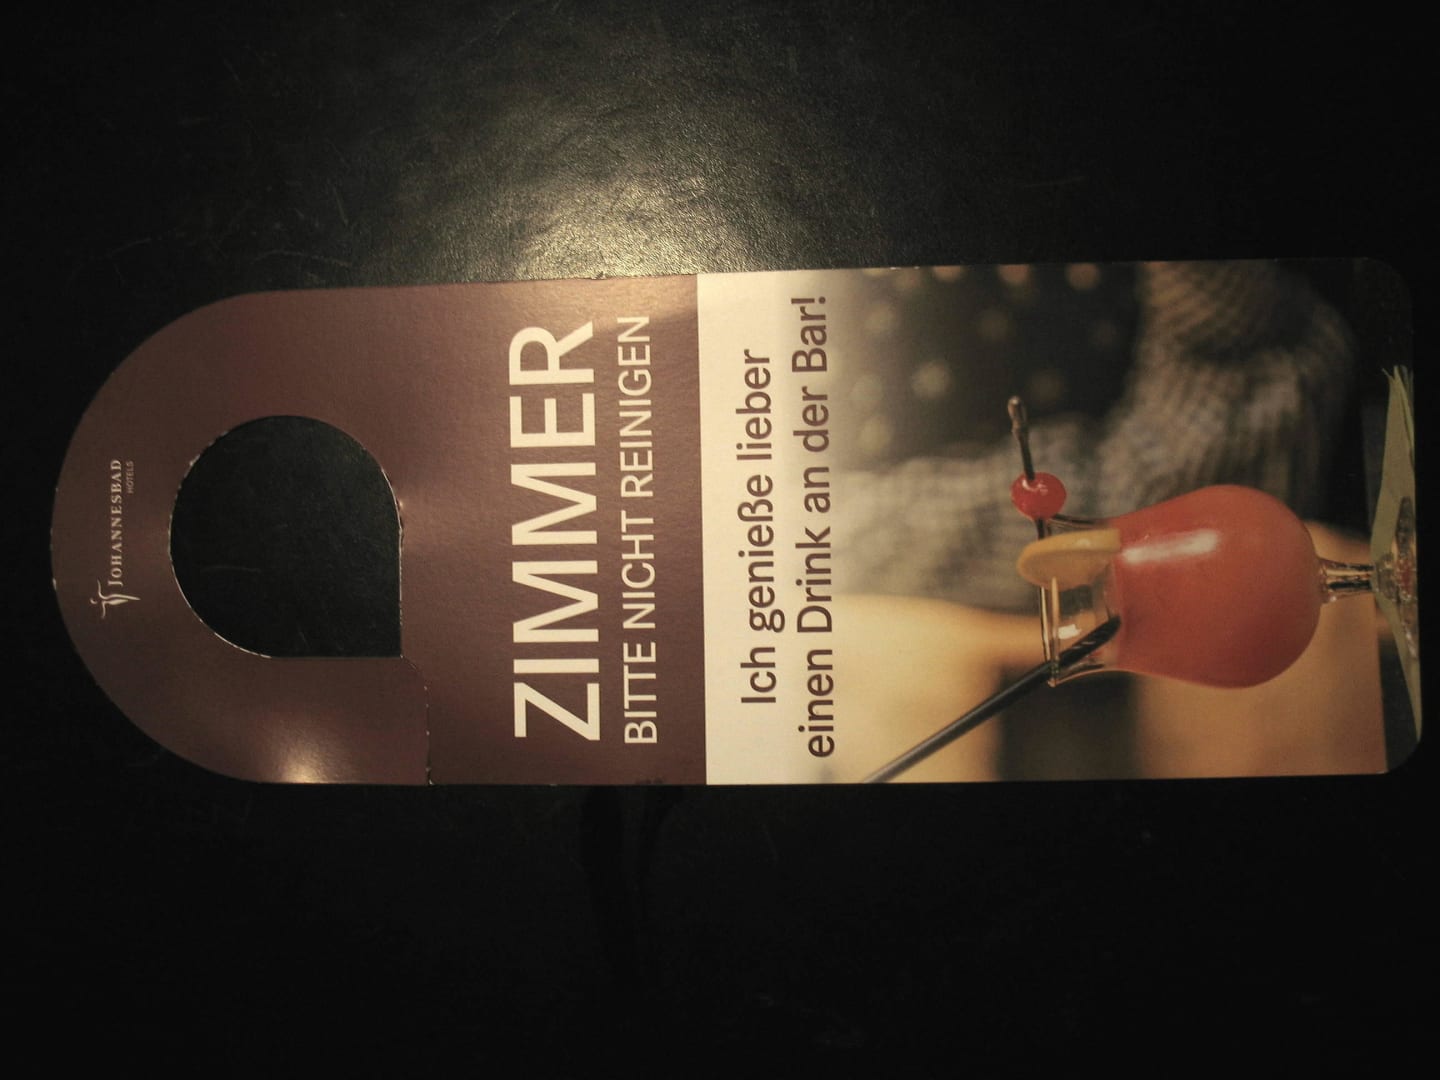 JOHANNESBAD
HOTELS
ZIMMER
BITTE NICHT REINIGEN
Ich genieße lieber
einen Drink an der Bar!